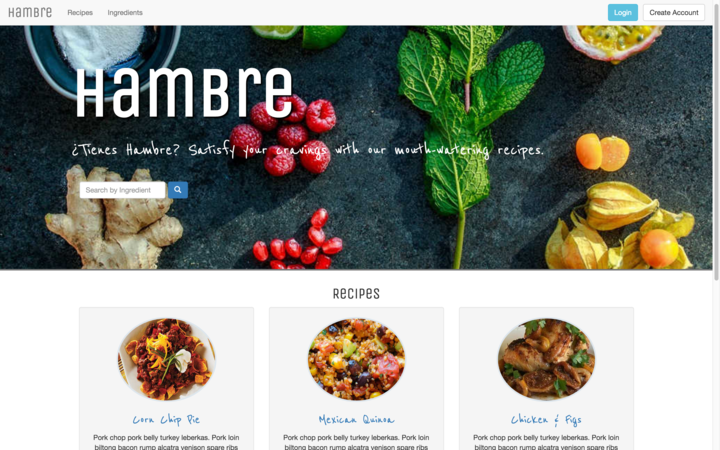 Hambre
Recipes
Ingredients
Login
Create Account
Hambre
¿Tienes Hambre? Satisfy your cravings with our mouth-watering recipes.
Search by Ingredient
Recipes
Corn Chip Pie
Pork chop pork belly turkey leberkas. Pork loin
biltong bacon rump alcatra venison spare ribs
Mexican Quinoa
Pork chop pork belly turkey leberkas. Pork loin
biltong bacon rump alcatra venison spare ribs
Chicken & Figs
Pork chop pork belly turkey leberkas. Pork loin
biltong bacon rump alcatra venison spare ribs